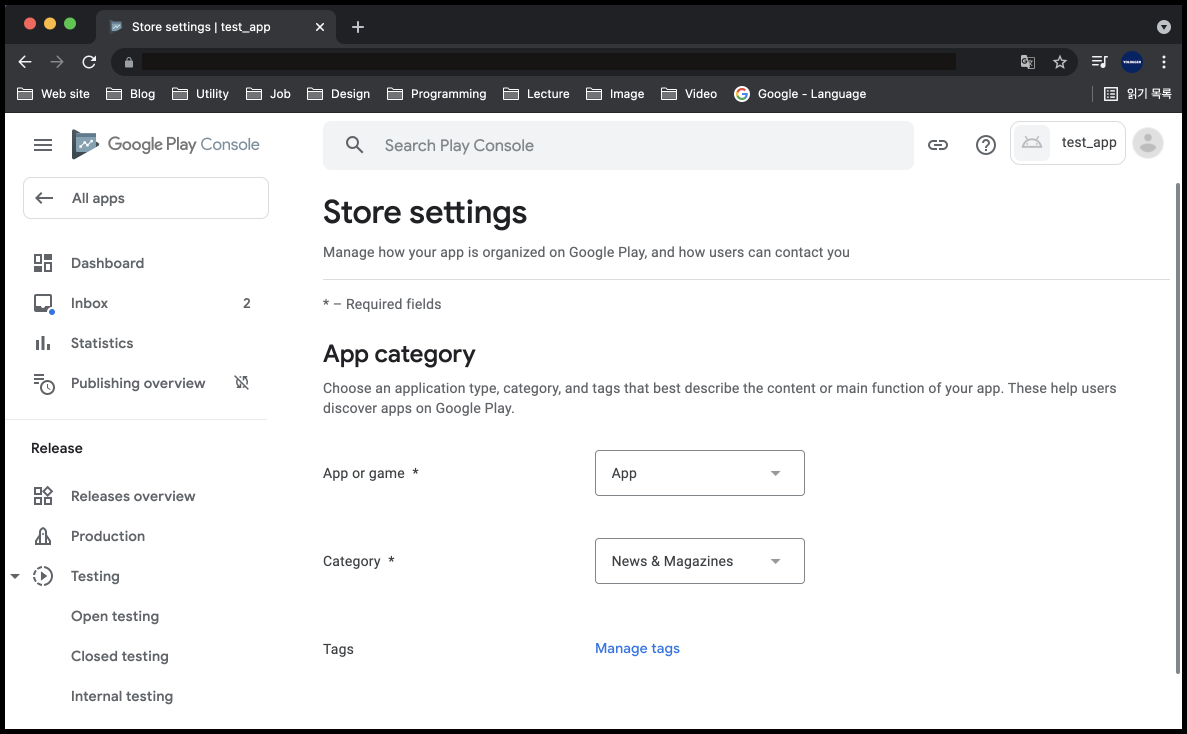 Store settings | test_app
Web site Blog Utility Job Design Programming Lecture Image Video Google - Language 읽기 목록
Google Play Console
Search Play Console
test_app
All apps
Dashboard
Inbox 2
Statistics
Publishing overview
Release
Releases overview
Production
Testing
Open testing
Closed testing
Internal testing
Store settings
Manage how your app is organized on Google Play, and how users can contact you
* – Required fields
App category
Choose an application type, category, and tags that best describe the content or main function of your app. These help users
discover apps on Google Play.
App or game * App
Category * News & Magazines
Tags Manage tags